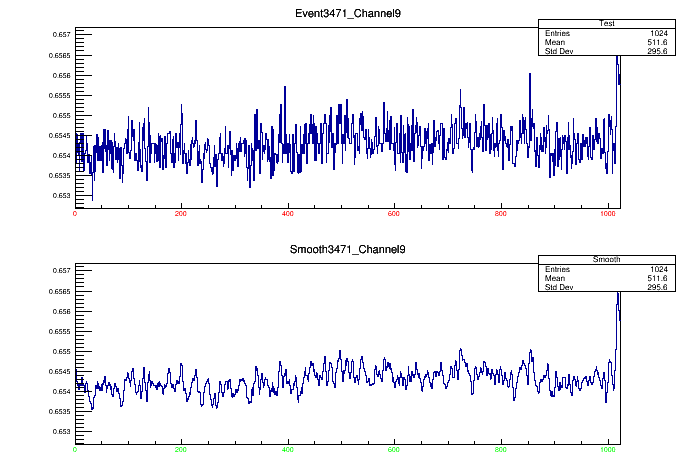 Event3471_Channel9
Test
Entries 1024
Mean 511.6
Std Dev 295.6
0.657
0.6565
0.656
0.6555
0.655
0.6545
0.654
0.6535
0.653
0 200 400 600 800 1000
Smooth3471_Channel9
Smooth
Entries 1024
Mean 511.6
Std Dev 295.6
0.657
0.6565
0.656
0.6555
0.655
0.6545
0.654
0.6535
0.653
0 200 400 600 800 1000